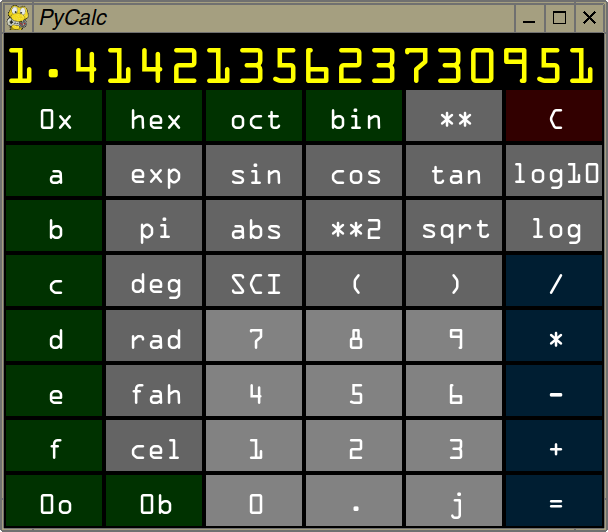 PyCalc
1.4142135623730951
0x hex oct bin ** C
a exp sin cos tan log10
b pi abs **2 sqrt log
c deg SCI ( ) /
d rad 7 8 9 *
e fah 4 5 6 -
f cel 1 2 3 +
0o 0b 0 . j =